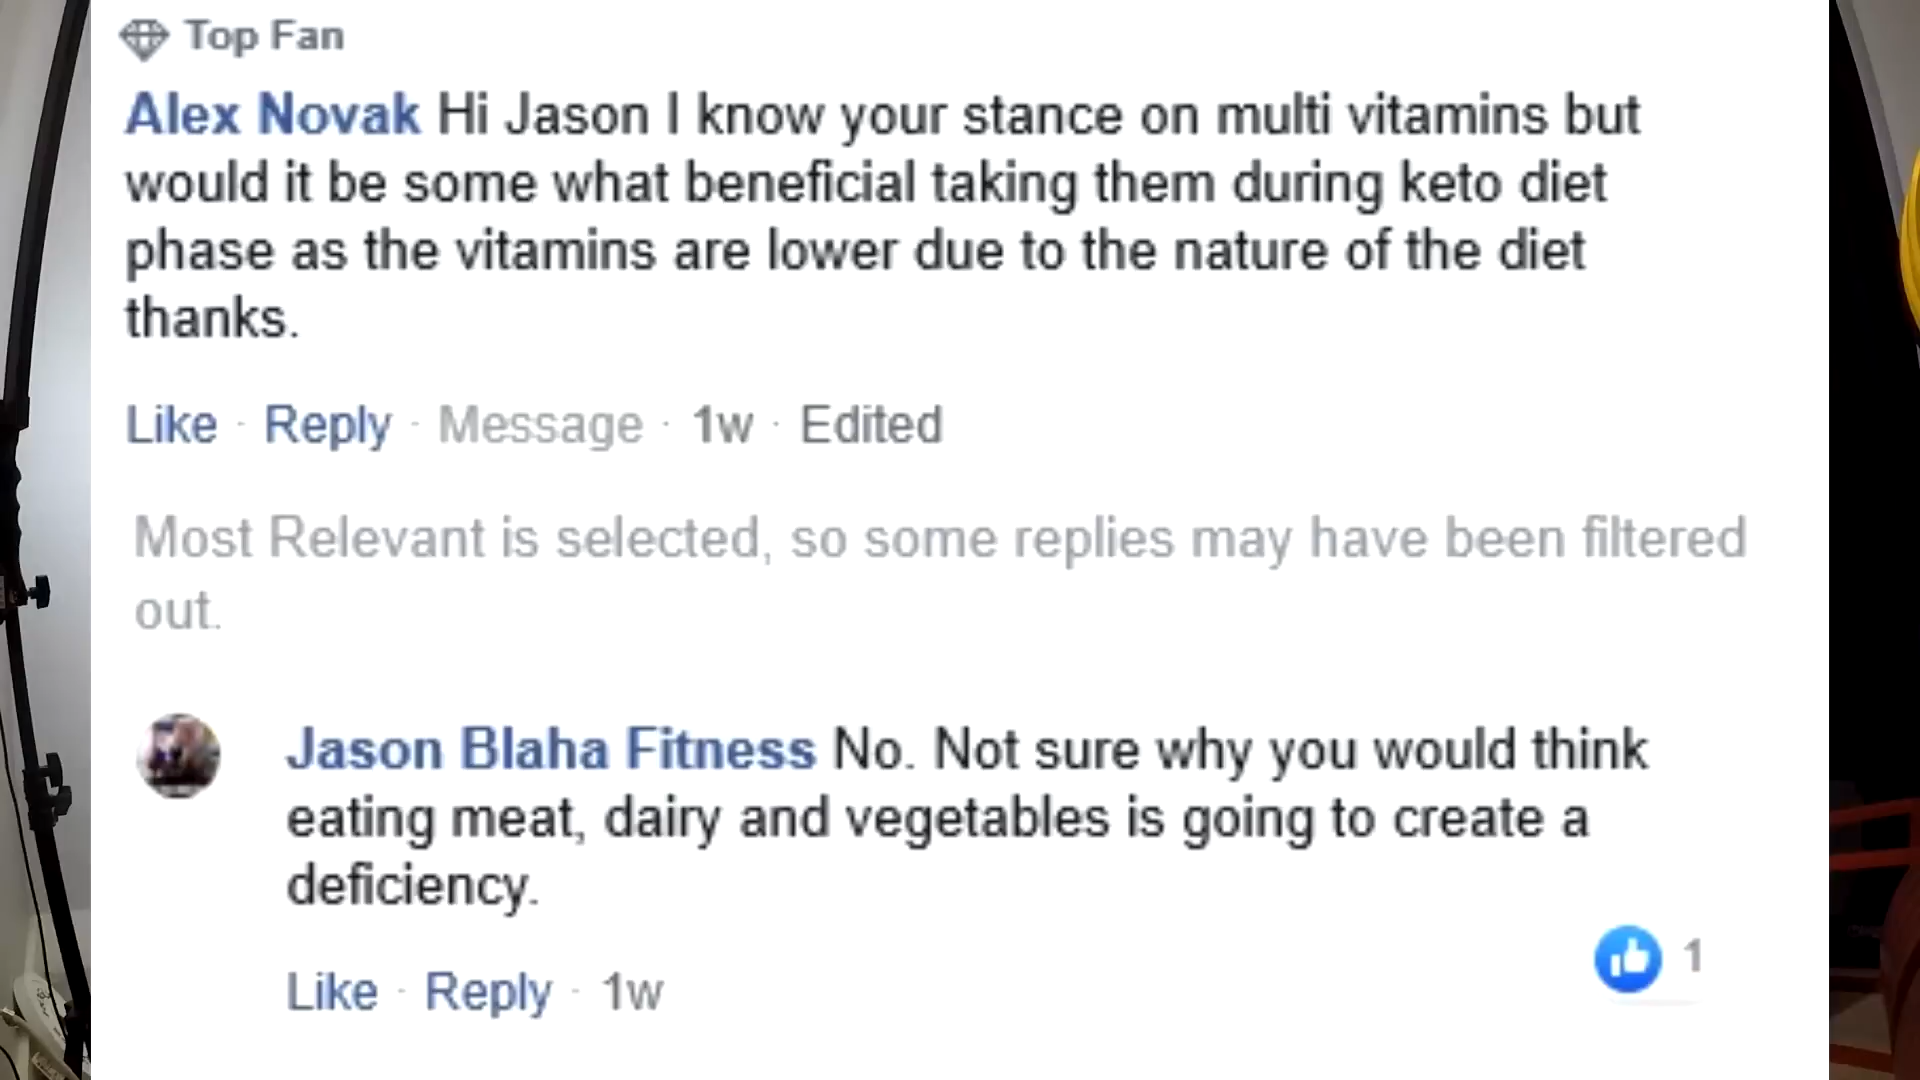 Top Fan
Alex Novak Hi Jason I know your stance on multi vitamins but
would it be some what beneficial taking them during keto diet
phase as the vitamins are lower due to the nature of the diet
thanks.
Like · Reply · Message · 1w · Edited
Most Relevant is selected, so some replies may have been filtered
out.
Jason Blaha Fitness No. Not sure why you would think
eating meat, dairy and vegetables is going to create a
deficiency.
1
Like · Reply · 1w